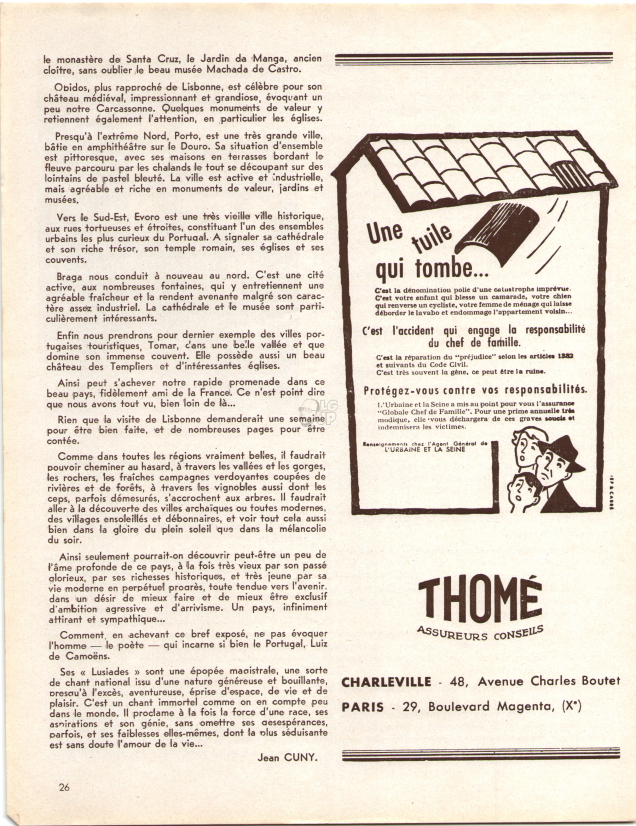 le monastère de Santa Cruz, le Jardin da Manga, ancien
cloître, sans oublier le beau musée Machada de Castro.
Obidos, plus rapproché de Lisbonne, est célèbre pour son
château médiéval, impressionnant et grandiose, évoquant un
peu notre Carcassonne. Quelques monuments de valeur y
retiennent également l'attention, en particulier les églises.
Presqu'à l'extrême Nord, Porto, est une très grande ville,
bâtie en amphithéâtre sur le Douro. Sa situation d'ensemble
est pittoresque, avec ses maisons en terrasses bordant le
fleuve parcouru par les chalands le tout se découpant sur des
lointains de pastel bleuté. La ville est active et industrielle,
mais agréable et riche en monuments de valeur, jardins et
musées.
Vers le Sud-Est, Evoro est une très vieille ville historique,
aux rues tortueuses et étroites, constituant l'un des ensembles
urbains les plus curieux du Portugal. A signaler sa cathédrale
et son riche trésor, son temple romain, ses églises et ses
couvents.
Braga nous conduit à nouveau au nord. C'est une cité
active, aux nombreuses fontaines, qui y entretiennent une
agréable fraîcheur et la rendent avenante malgré son carac-
tère assez industriel. La cathédrale et le musée sont parti-
culièrement intéressants.
Enfin nous prendrons pour dernier exemple des villes por-
tugaises touristiques, Tomar, dans une belle vallée et que
domine son immense couvent. Elle possède aussi un beau
château des Templiers et d'intéressantes églises.
Ainsi peut s'achever notre rapide promenade dans ce
beau pays, fidèlement ami de la France. Ce n'est point dire
que nous avons tout vu, bien loin de là...
Rien que la visite de Lisbonne demanderait une semaine
pour être bien faite, et de nombreuses pages pour être
contée.
Comme dans toutes les régions vraiment belles, il faudrait
pouvoir cheminer au hasard, à travers les vallées et les gorges,
les rochers, les fraîches campagnes verdoyantes coupées de
rivières et de forêts, à travers les vignobles aussi dont les
ceps, parfois démesurés, s'accrochent aux arbres. Il faudrait
aller à la découverte des villes archaïques ou toutes modernes,
des villages ensoleillés et débonnaires, et voir tout cela aussi
bien dans la gloire du plein soleil que dans la mélancolie
du soir.
Ainsi seulement pourrait-on découvrir peut-être un peu de
l'âme profonde de ce pays, à la fois très vieux par son passé
glorieux, par ses richesses historiques, et très jeune par sa
vie moderne en perpétuel progrès, toute tendue vers l'avenir.
dans un désir de mieux faire et de mieux être exclusif
d'ambition agressive et d'arrivisme. Un pays, infiniment
attirant et sympathique...
Comment, en achevant ce bref exposé, ne pas évoquer
l'homme — le poète — qui incarne si bien le Portugal, Luiz
de Camoëns.
Ses « Lusiades » sont une épopée magistrale, une sorte
de chant national issu d'une nature généreuse et bouillante,
presqu'à l'excès, aventureuse, éprise d'espace, de vie et de
plaisir. C'est un chant immortel comme on en compte peu
dans le monde. Il proclame à la fois la force d'une race, ses
aspirations et son génie, sans omettre ses désespérances,
parfois, et ses faiblesses elles-mêmes, dont la plus séduisante
est sans doute l'amour de la vie...
Jean CUNY.
26
Une
tuile
qui tombe...
C'est la dénomination polie d'une catastrophe imprévue.
C'est votre enfant qui blesse un camarade, votre chien
qui renverse un cycliste, votre femme de ménage qui laisse
déborder le lavabo et endommage l'appartement voisin...
C'est l'accident qui engage la responsabilité
du chef de famille.
C'est la réparation du "préjudice" selon les articles 1382
et suivants du Code Civil.
C'est très souvent la gêne, ce peut être la ruine.
Protégez-vous contre vos responsabilités.
L'Urbaine et la Seine a mis au point pour vous l'assurance
"Globale Chef de Famille". Pour une prime annuelle très
modique, elle vous déchargera de ces graves soucis et
indemnisera les victimes.
Renseignements chez l'Agent Général de
L'URBAINE ET LA SEINE
THOMÉ
ASSUREURS CONSEILS
CHARLEVILLE - 48, Avenue Charles Boutet
PARIS - 29, Boulevard Magenta, (X°)